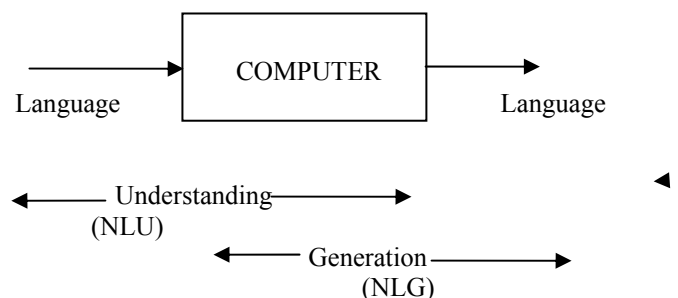 COMPUTER
Language Language
Understanding
(NLU)
Generation
(NLG)